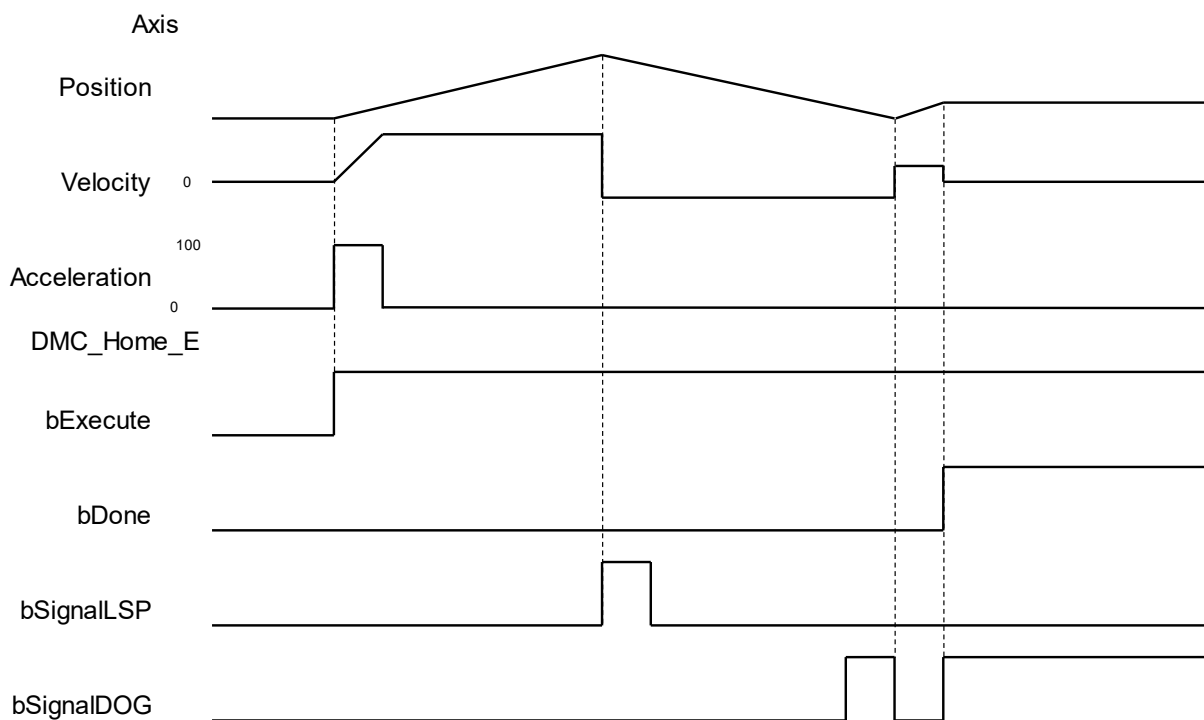 Axis
Position
Velocity 0
100
Acceleration
0
DMC_Home_E
bExecute
bDone
bSignalLSP
bSignalDOG